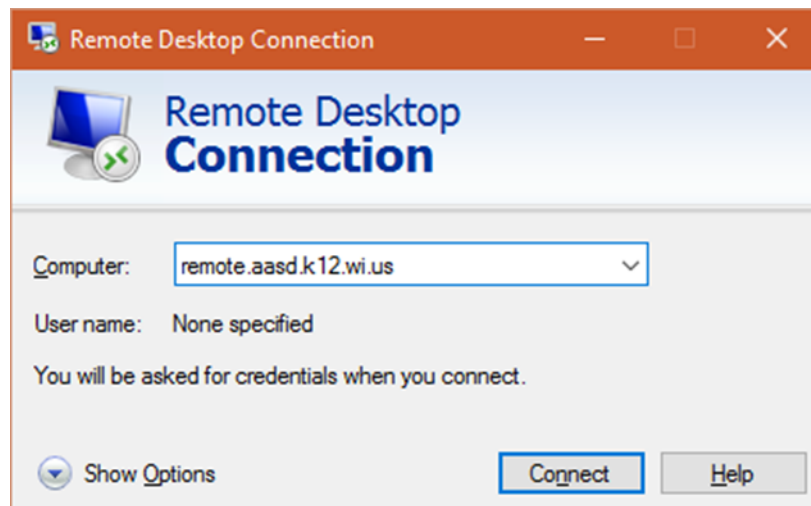 Remote Desktop Connection
Remote Desktop
Connection
Computer: remote.aasd.k12.wi.us
User name: None specified
You will be asked for credentials when you connect.
Show Options Connect Help